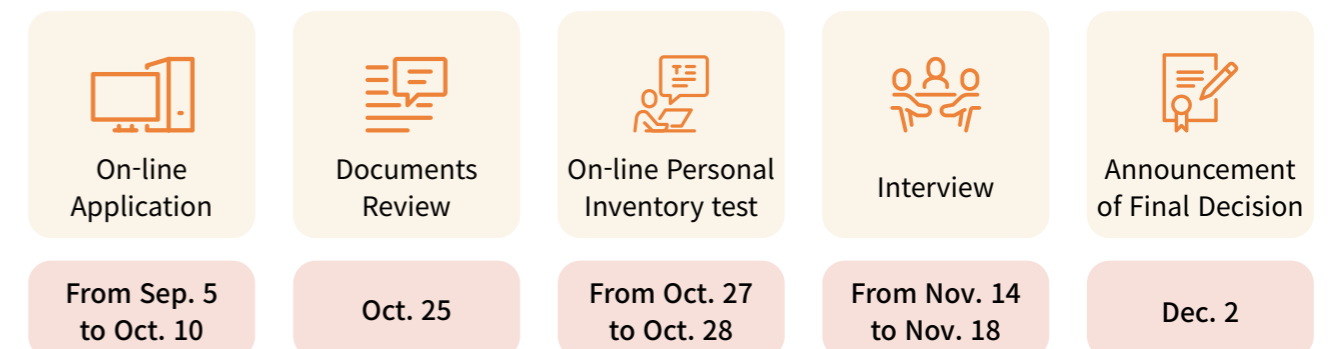 On-line
Application
Documents
Review
On-line Personal
Inventory test
Interview
Announcement
of Final Decision
From Sep. 5
to Oct. 10
Oct. 25
From Oct. 27
to Oct. 28
From Nov. 14
to Nov. 18
Dec. 2